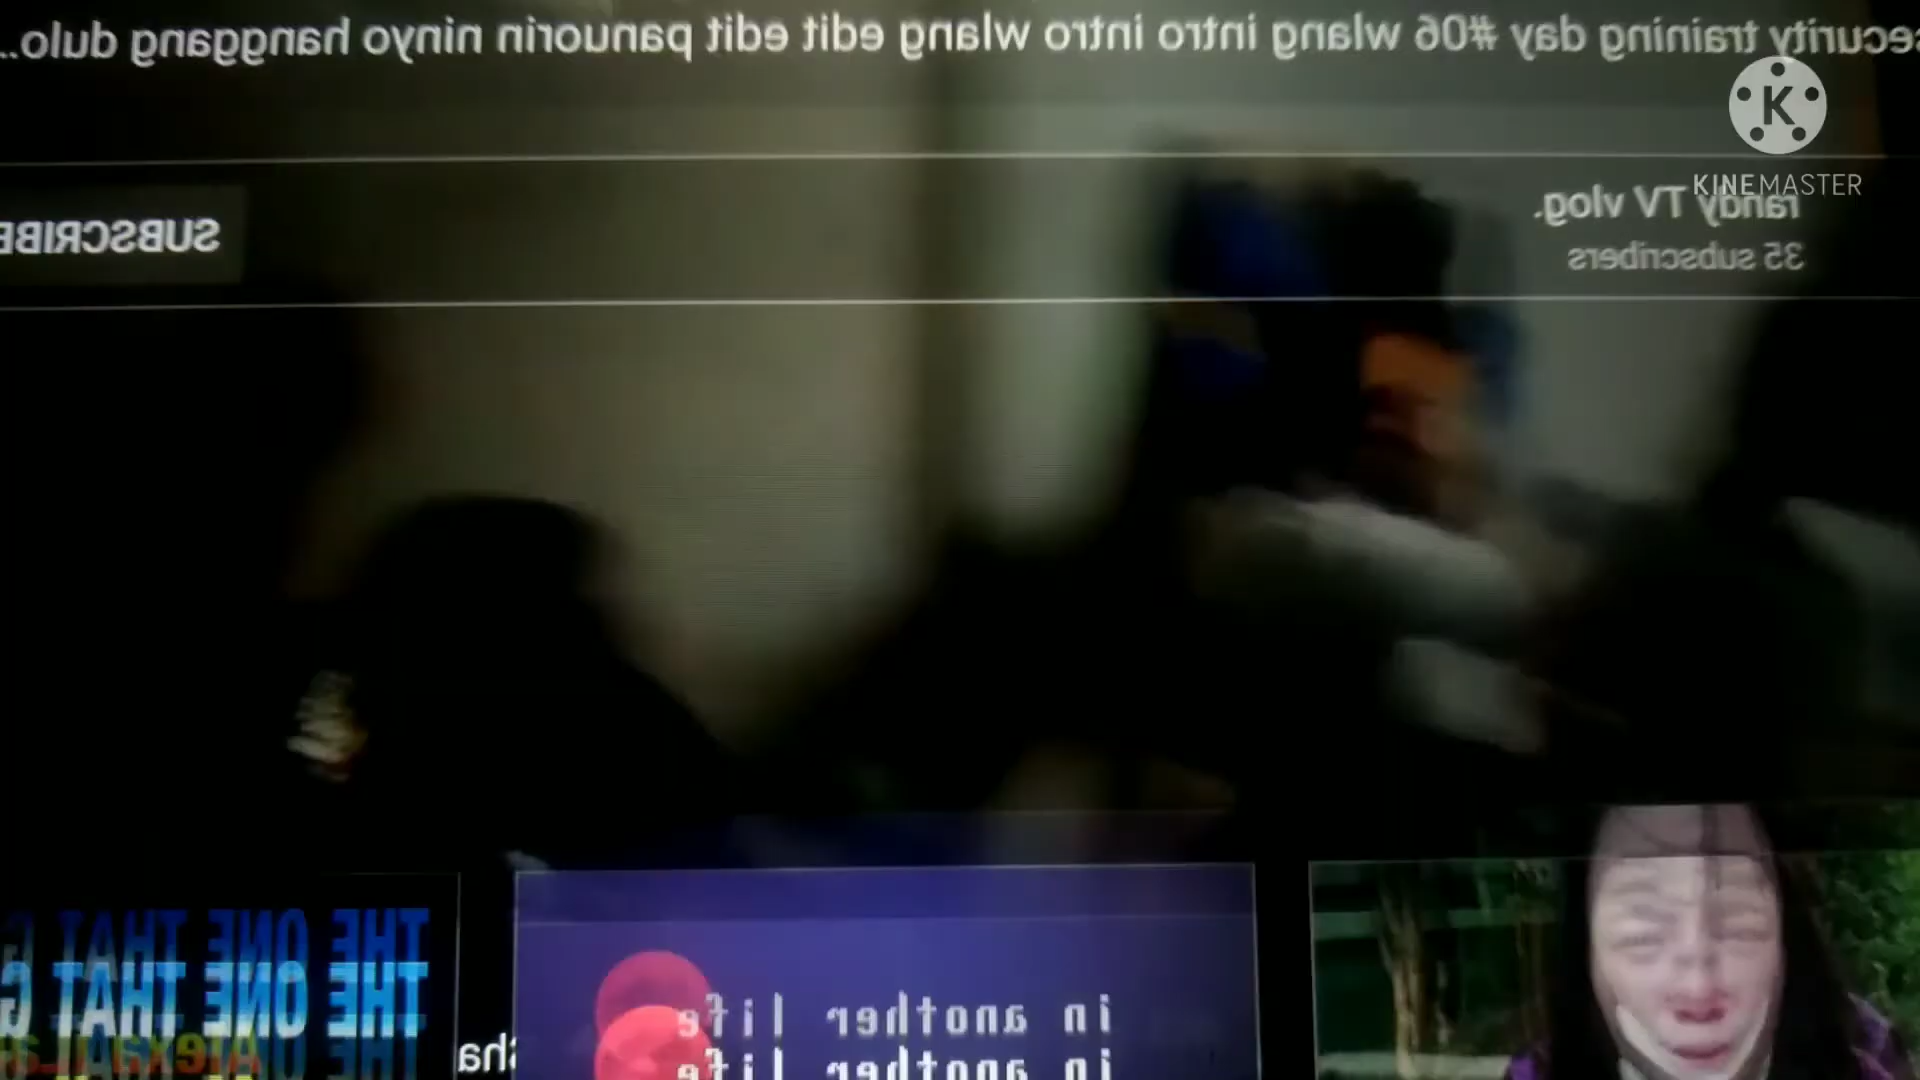 security training day #06 wlang intro intro wlang edit edit panuorin ninyo hanggang dulo..
K
KINEMASTER
randy TV vlog.
35 subscribers
SUBSCRIBE
THE ONE THAT G
THE ONE THAT G
in another life
in another life